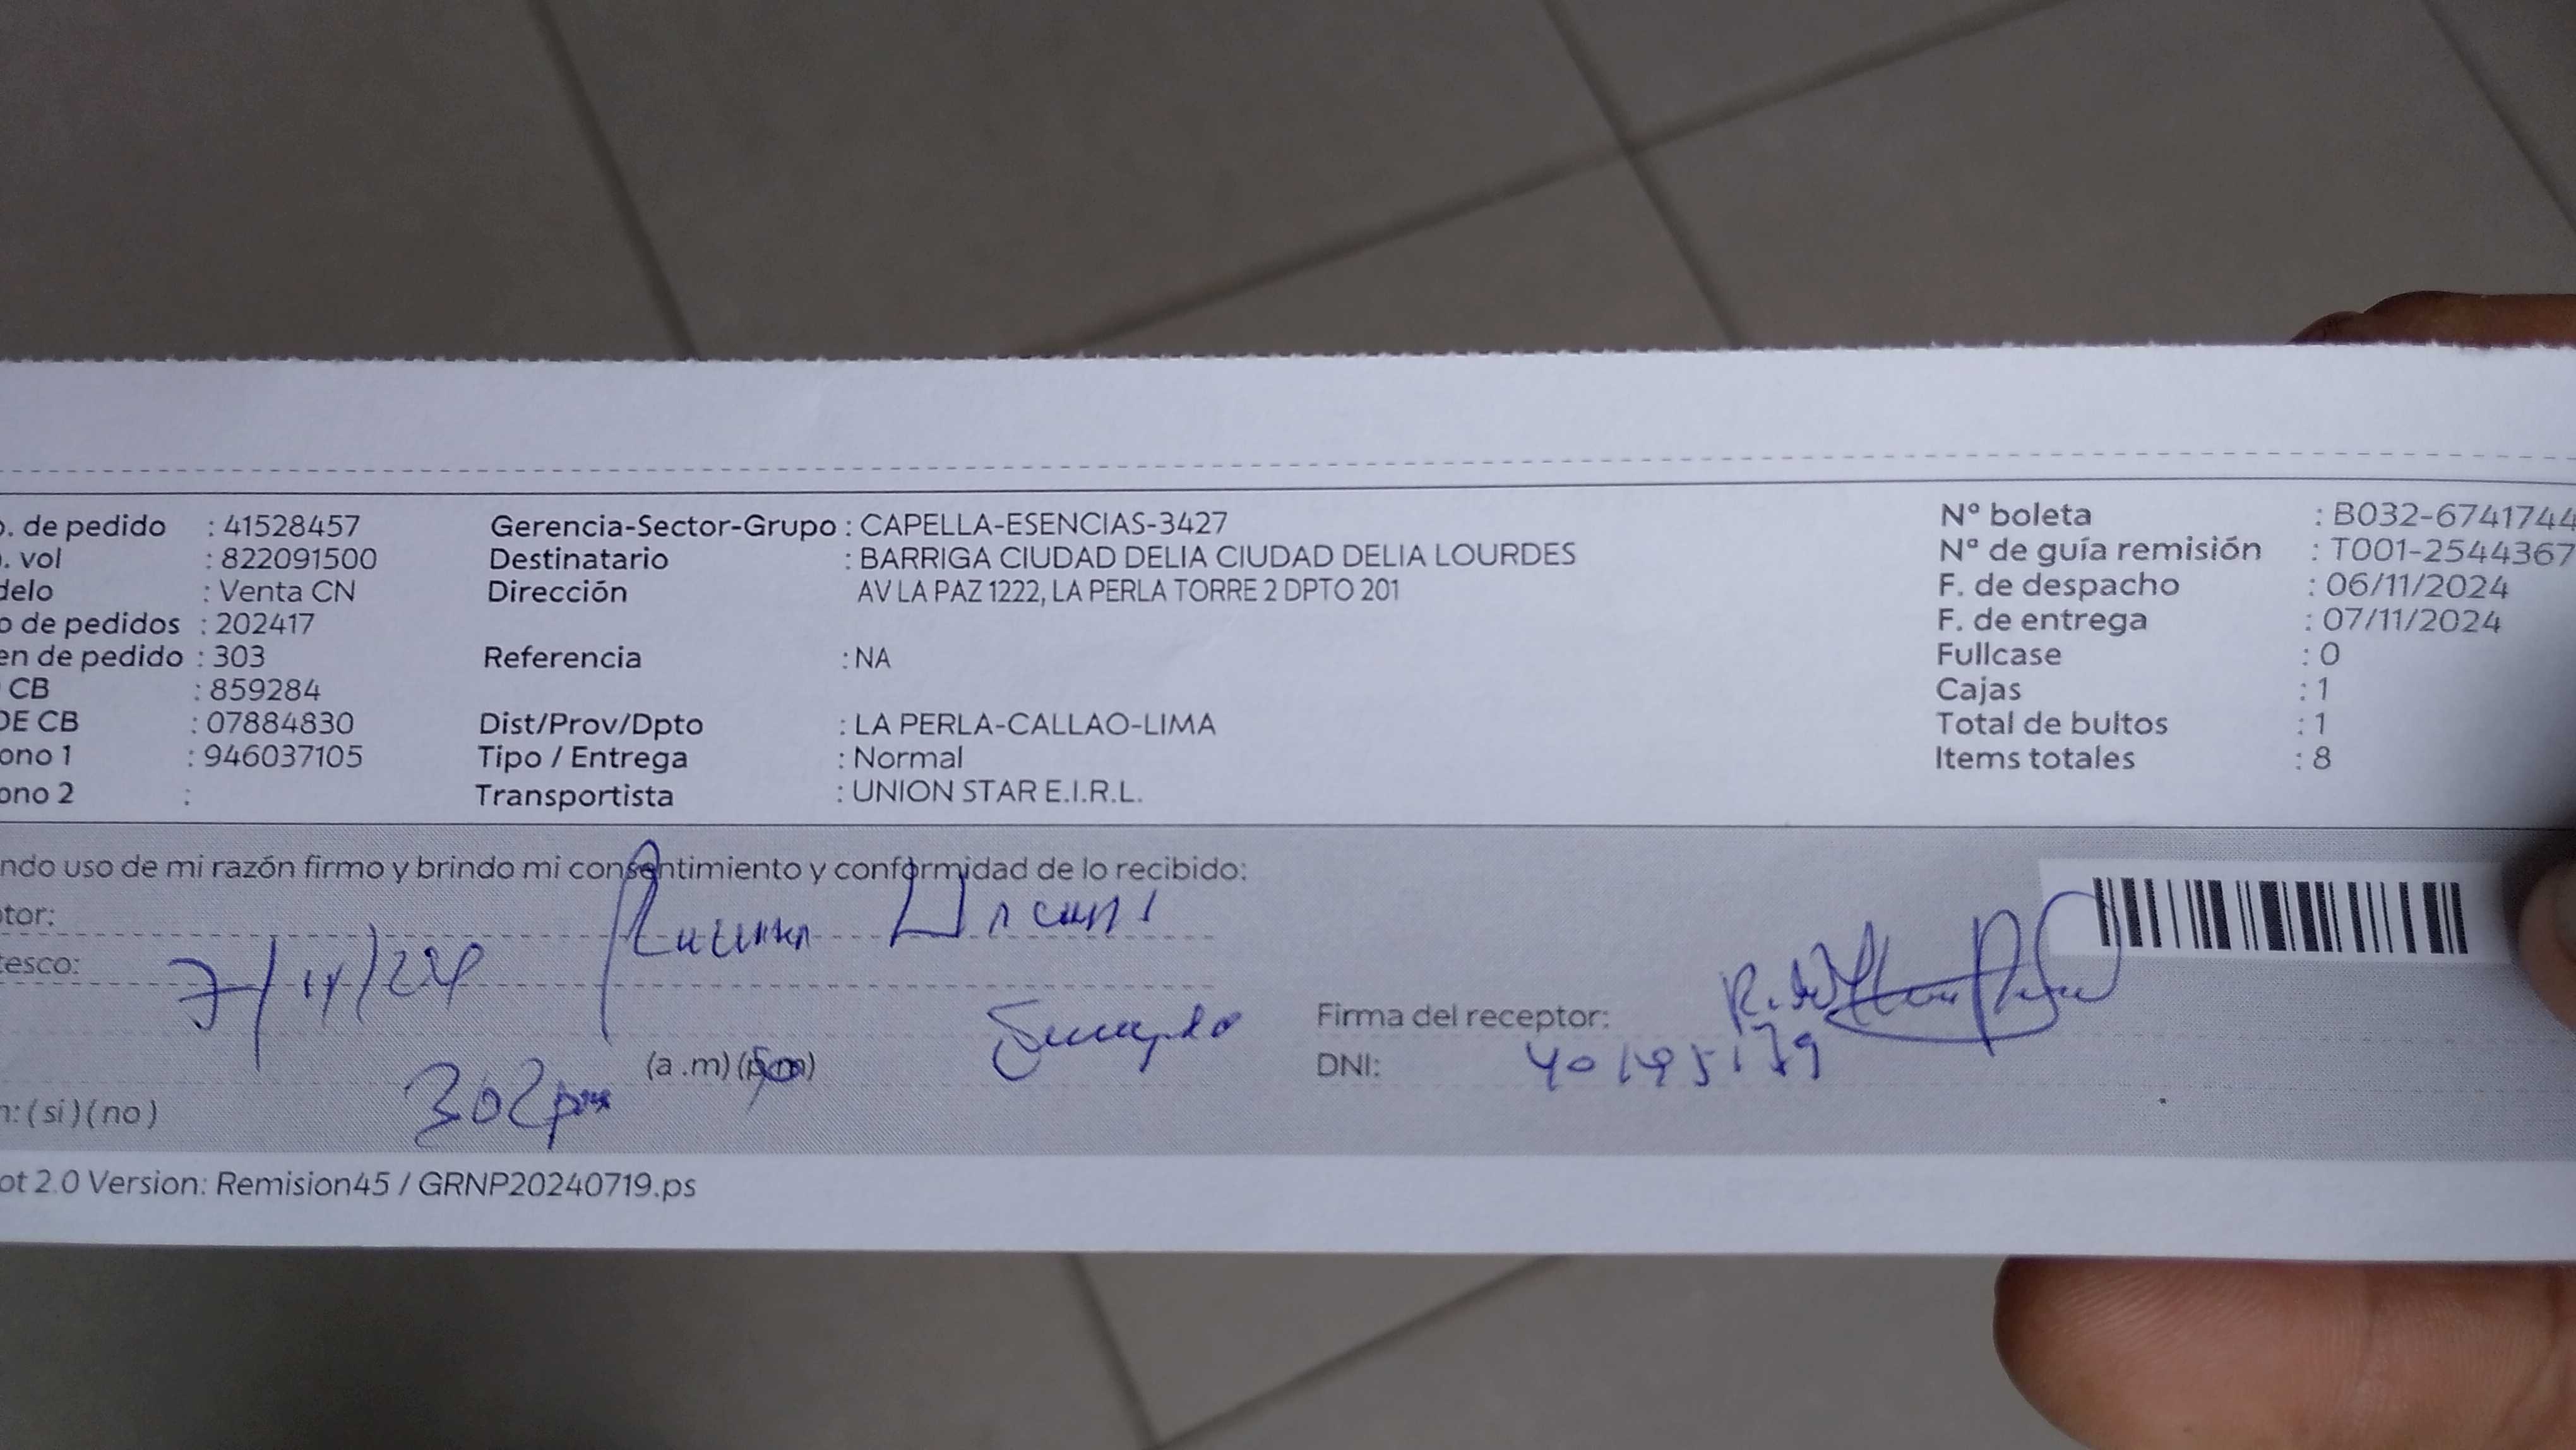 o. de pedido : 41528457 Gerencia-Sector-Grupo : CAPELLA-ESENCIAS-3427 N° boleta : B032-6741744
. vol : 822091500 Destinatario : BARRIGA CIUDAD DELIA CIUDAD DELIA LOURDES N° de guía remisión : T001-2544367
delo : Venta CN Dirección AV LA PAZ 1222, LA PERLA TORRE 2 DPTO 201 F. de despacho : 06/11/2024
o de pedidos : 202417 F. de entrega : 07/11/2024
en de pedido : 303 Referencia : NA Fullcase : 0
CB : 859284 Cajas : 1
DE CB : 07884830 Dist/Prov/Dpto : LA PERLA-CALLAO-LIMA Total de bultos : 1
ono 1 : 946037105 Tipo / Entrega : Normal Items totales : 8
ono 2 : Transportista : UNION STAR E.I.R.L.
ndo uso de mi razón firmo y brindo mi consentimiento y conformidad de lo recibido:
tor:
tesco: 7/11/24
Firma del receptor:
302pm (a.m) (p.m) DNI: 40195179
n: (si) (no)
ot 2.0 Version: Remision45 / GRNP20240719.ps